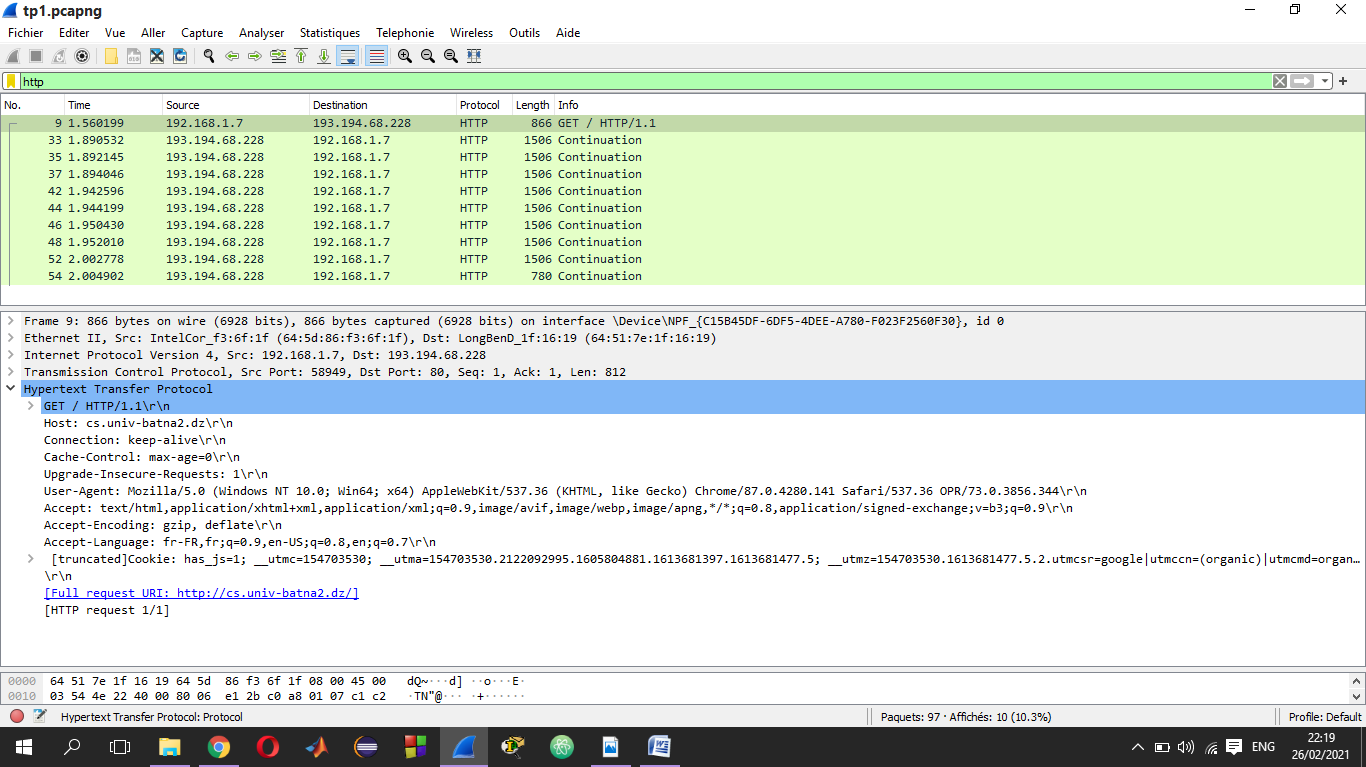 tp1.pcapng
Fichier Editer Vue Aller Capture Analyser Statistiques Telephonie Wireless Outils Aide
http
No. Time Source Destination Protocol Length Info
9 1.560199 192.168.1.7 193.194.68.228 HTTP 866 GET / HTTP/1.1
33 1.890532 193.194.68.228 192.168.1.7 HTTP 1506 Continuation
35 1.892145 193.194.68.228 192.168.1.7 HTTP 1506 Continuation
37 1.894046 193.194.68.228 192.168.1.7 HTTP 1506 Continuation
42 1.942596 193.194.68.228 192.168.1.7 HTTP 1506 Continuation
44 1.944199 193.194.68.228 192.168.1.7 HTTP 1506 Continuation
46 1.950430 193.194.68.228 192.168.1.7 HTTP 1506 Continuation
48 1.952010 193.194.68.228 192.168.1.7 HTTP 1506 Continuation
52 2.002778 193.194.68.228 192.168.1.7 HTTP 1506 Continuation
54 2.004902 193.194.68.228 192.168.1.7 HTTP 780 Continuation
Frame 9: 866 bytes on wire (6928 bits), 866 bytes captured (6928 bits) on interface \Device\NPF_{C15B45DF-6DF5-4DEE-A780-F023F2560F30}, id 0
Ethernet II, Src: IntelCor_f3:6f:1f (64:5d:86:f3:6f:1f), Dst: LongBenD_1f:16:19 (64:51:7e:1f:16:19)
Internet Protocol Version 4, Src: 192.168.1.7, Dst: 193.194.68.228
Transmission Control Protocol, Src Port: 58949, Dst Port: 80, Seq: 1, Ack: 1, Len: 812
Hypertext Transfer Protocol
GET / HTTP/1.1\r\n
Host: cs.univ-batna2.dz\r\n
Connection: keep-alive\r\n
Cache-Control: max-age=0\r\n
Upgrade-Insecure-Requests: 1\r\n
User-Agent: Mozilla/5.0 (Windows NT 10.0; Win64; x64) AppleWebKit/537.36 (KHTML, like Gecko) Chrome/87.0.4280.141 Safari/537.36 OPR/73.0.3856.344\r\n
Accept: text/html,application/xhtml+xml,application/xml;q=0.9,image/avif,image/webp,image/apng,*/*;q=0.8,application/signed-exchange;v=b3;q=0.9\r\n
Accept-Encoding: gzip, deflate\r\n
Accept-Language: fr-FR,fr;q=0.9,en-US;q=0.8,en;q=0.7\r\n
[truncated]Cookie: has_js=1; __utmc=154703530; __utma=154703530.2122092995.1605804881.1613681397.1613681477.5; __utmz=154703530.1613681477.5.2.utmcsr=google|utmccn=(organic)|utmcmd=organ…
\r\n
[Full request URI: http://cs.univ-batna2.dz/]
[HTTP request 1/1]
0000 64 51 7e 1f 16 19 64 5d 86 f3 6f 1f 08 00 45 00 dQ~···d] ··o···E·
0010 03 54 4e 22 40 00 80 06 e1 2b c0 a8 01 07 c1 c2 ·TN"@··· ·+······
Hypertext Transfer Protocol: Protocol
Paquets: 97 · Affichés: 10 (10.3%)
Profile: Default
ENG
22:19
26/02/2021